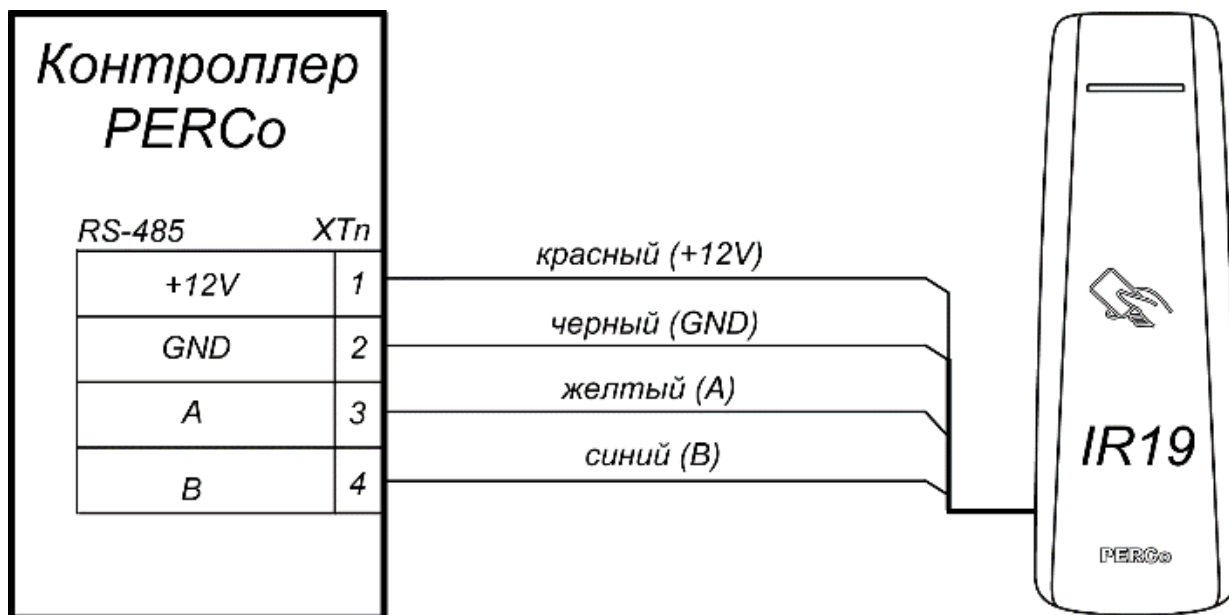 Контроллер
PERCo
RS-485 XTn
+12V 1
GND 2
A 3
B 4
красный (+12V)
черный (GND)
желтый (A)
синий (B)
IR19
PERCo